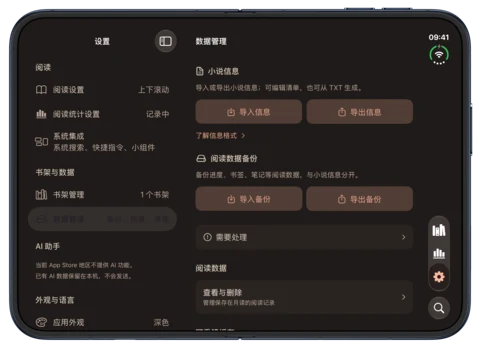 设置
阅读
阅读设置
上下滚动
阅读统计设置
记录中
系统集成
系统搜索、快捷指令、小组件
书架与数据
书架管理
1 个书架
数据管理
AI 助手
当前 App Store 地区不提供 AI 功能。
已有 AI 数据保留在本机，不会发送。
外观与语言
应用外观
深色
数据管理
小说信息
导入或导出小说信息；可编辑清单，也可从 TXT 生成。
导入信息
导出信息
了解信息格式
阅读数据备份
备份进度、书签、笔记等阅读数据，与小说信息分开。
导入备份
导出备份
需要处理
阅读数据
查看与删除
管理保存在月读的阅读记录
09:41